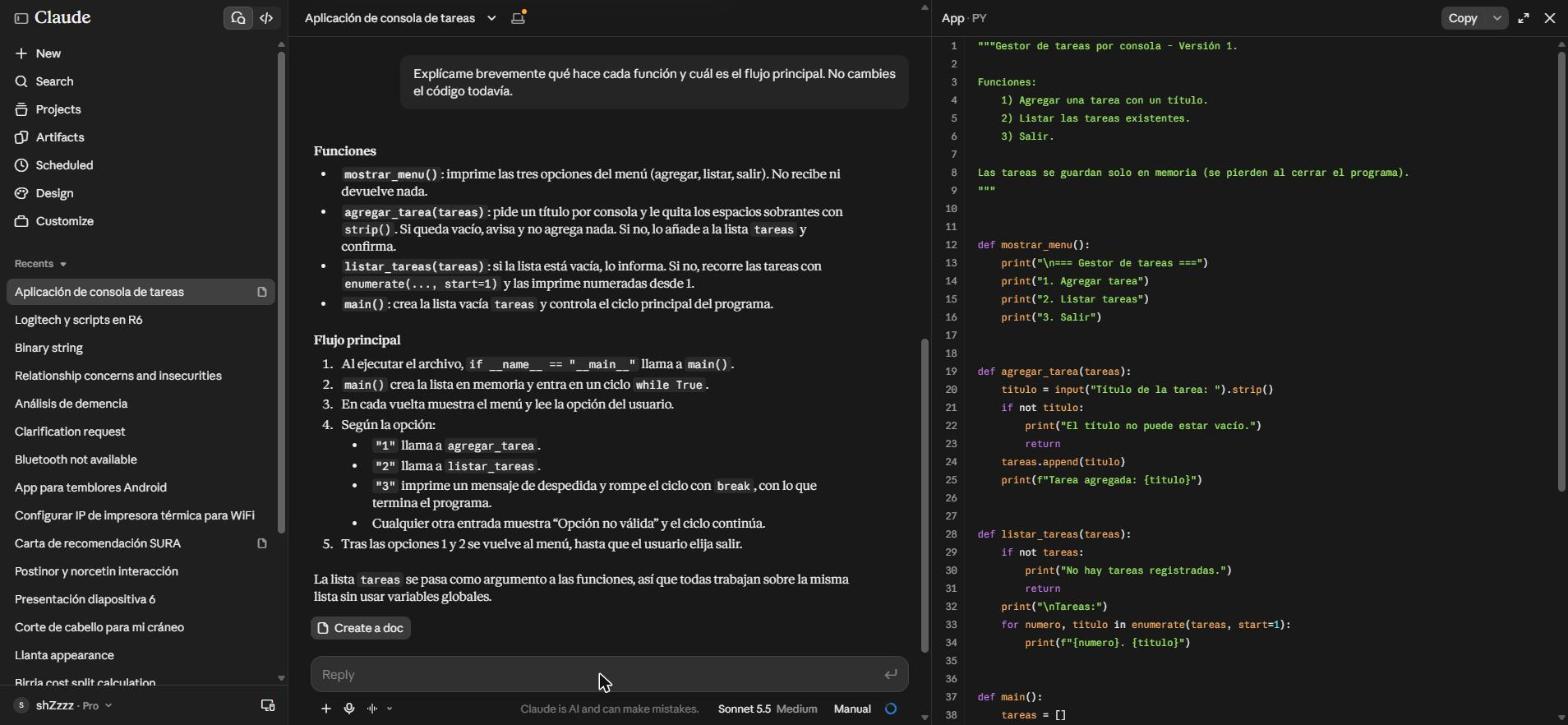 Claude
New
Search
Projects
Artifacts
Scheduled
Design
Customize
Recents
Aplicación de consola de tareas
Logitech y scripts en R6
Binary string
Relationship concerns and insecurities
Análisis de demencia
Clarification request
Bluetooth not available
App para temblores Android
Configurar IP de impresora térmica para WiFi
Carta de recomendación SURA
Postinor y norcetin interacción
Presentación diapositiva 6
Corte de cabello para mi cráneo
Llanta appearance
Birria cost split calculation
S shZzzz · Pro
Aplicación de consola de tareas
Explícame brevemente qué hace cada función y cuál es el flujo principal. No cambies
el código todavía.
Funciones
• mostrar_menu(): imprime las tres opciones del menú (agregar, listar, salir). No recibe ni
devuelve nada.
• agregar_tarea(tareas): pide un título por consola y le quita los espacios sobrantes con
strip(). Si queda vacío, avisa y no agrega nada. Si no, lo añade a la lista tareas y
confirma.
• listar_tareas(tareas): si la lista está vacía, lo informa. Si no, recorre las tareas con
enumerate(..., start=1) y las imprime numeradas desde 1.
• main(): crea la lista vacía tareas y controla el ciclo principal del programa.
Flujo principal
1. Al ejecutar el archivo, if __name__ == "__main__" llama a main().
2. main() crea la lista en memoria y entra en un ciclo while True.
3. En cada vuelta muestra el menú y lee la opción del usuario.
4. Según la opción:
• "1" llama a agregar_tarea.
• "2" llama a listar_tareas.
• "3" imprime un mensaje de despedida y rompe el ciclo con break, con lo que
termina el programa.
• Cualquier otra entrada muestra “Opción no válida” y el ciclo continúa.
5. Tras las opciones 1 y 2 se vuelve al menú, hasta que el usuario elija salir.
La lista tareas se pasa como argumento a las funciones, así que todas trabajan sobre la misma
lista sin usar variables globales.
Create a doc
Reply
Claude is AI and can make mistakes. Sonnet 5.5 Medium Manual
App · PY
Copy
1 """Gestor de tareas por consola - Versión 1.
2
3 Funciones:
4     1) Agregar una tarea con un título.
5     2) Listar las tareas existentes.
6     3) Salir.
7
8 Las tareas se guardan solo en memoria (se pierden al cerrar el programa).
9 """
10
11
12 def mostrar_menu():
13     print("\n=== Gestor de tareas ===")
14     print("1. Agregar tarea")
15     print("2. Listar tareas")
16     print("3. Salir")
17
18
19 def agregar_tarea(tareas):
20     titulo = input("Título de la tarea: ").strip()
21     if not titulo:
22         print("El título no puede estar vacío.")
23         return
24     tareas.append(titulo)
25     print(f"Tarea agregada: {titulo}")
26
27
28 def listar_tareas(tareas):
29     if not tareas:
30         print("No hay tareas registradas.")
31         return
32     print("\nTareas:")
33     for numero, titulo in enumerate(tareas, start=1):
34         print(f"{numero}. {titulo}")
35
36
37 def main():
38     tareas = []